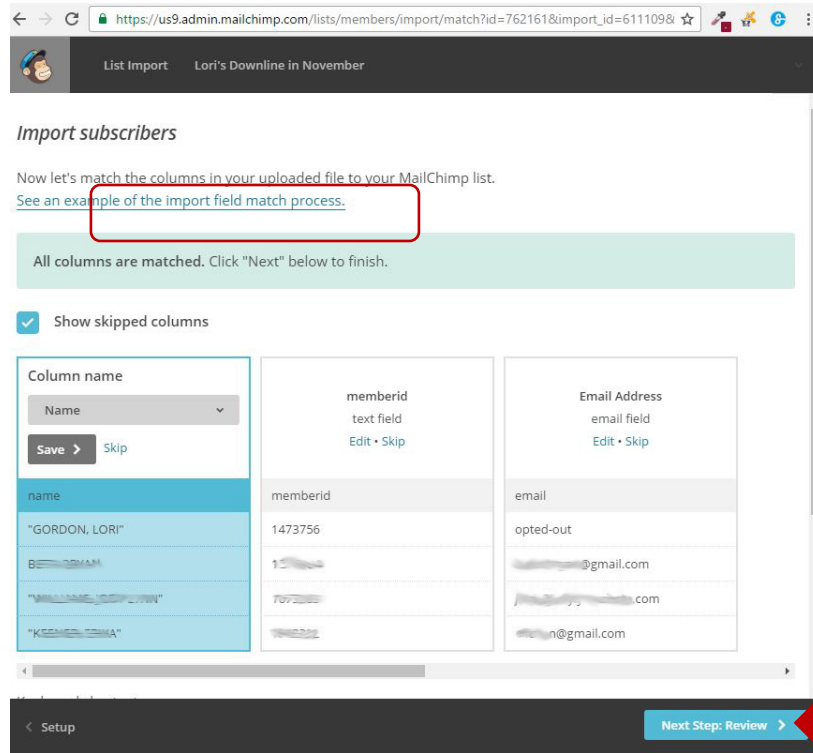 https://us9.admin.mailchimp.com/lists/members/import/match?id=762161&import_id=611109&
List Import Lori's Downline in November
Import subscribers
Now let's match the columns in your uploaded file to your MailChimp list.
See an example of the import field match process.
All columns are matched. Click "Next" below to finish.
Show skipped columns
Column name
Name
Save Skip
memberid
text field
Edit • Skip
Email Address
email field
Edit • Skip
name memberid email
"GORDON, LORI" 1473756 opted-out
@gmail.com
.com
n@gmail.com
Setup Next Step: Review